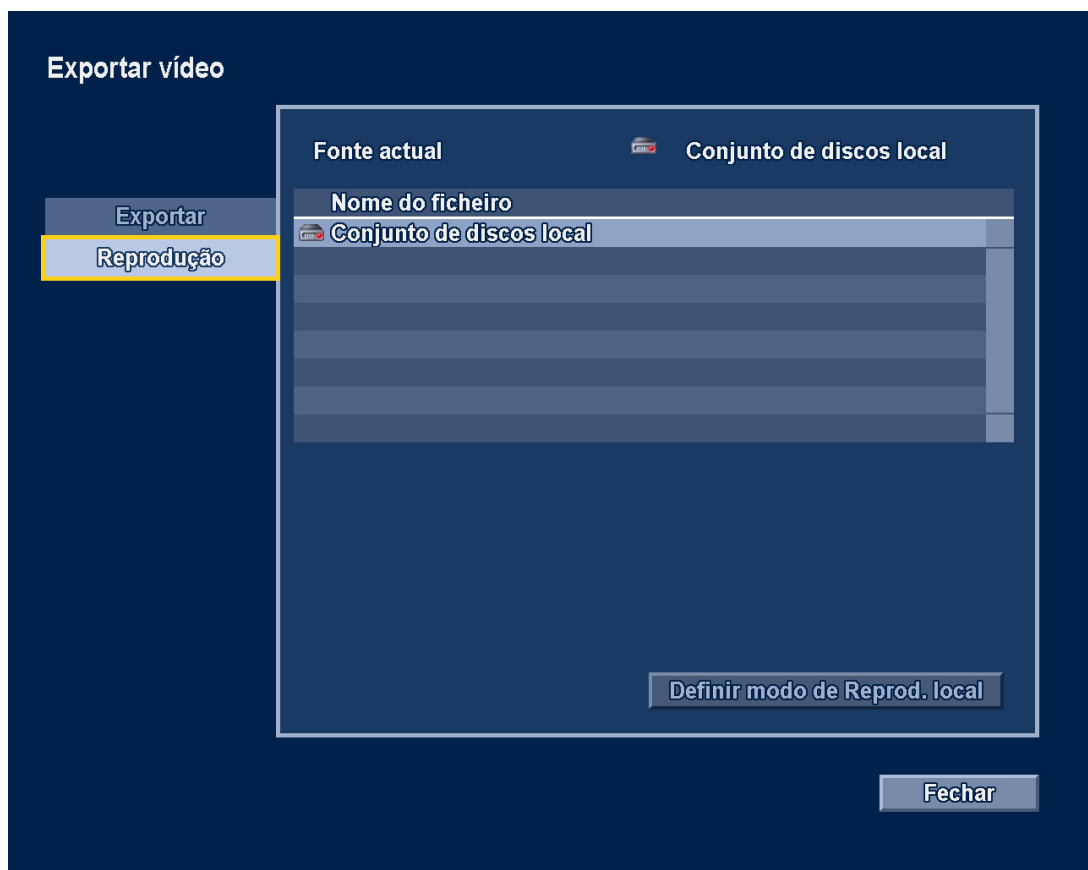 Exportar vídeo
Fonte actual Conjunto de discos local
Nome do ficheiro
Exportar
Conjunto de discos local
Reprodução
Definir modo de Reprod. local
Fechar